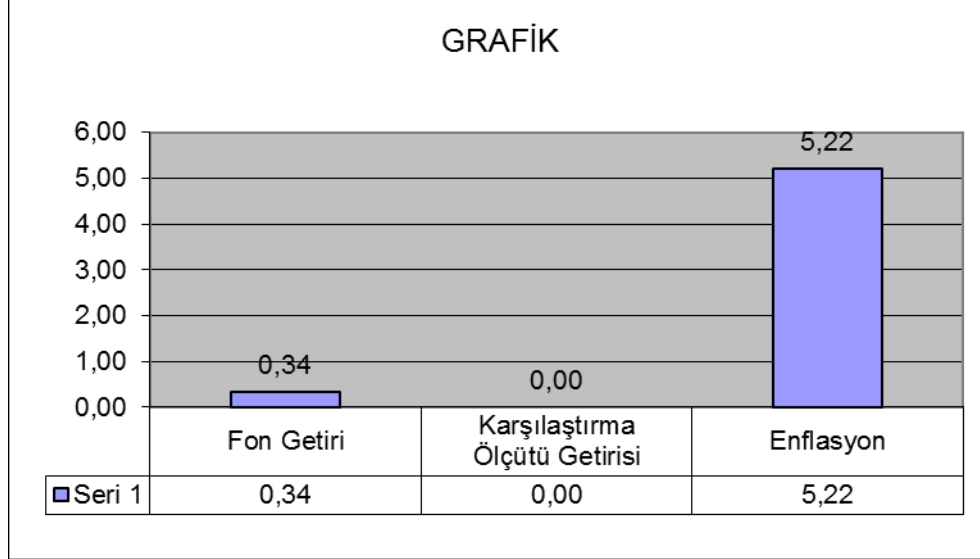 GRAFİK
6,00
5,00
4,00
3,00
2,00
1,00
0,00
0,34
0,00
5,22
Fon Getiri
Karşılaştırma
Ölçütü Getirisi
Enflasyon
Seri 1 0,34 0,00 5,22